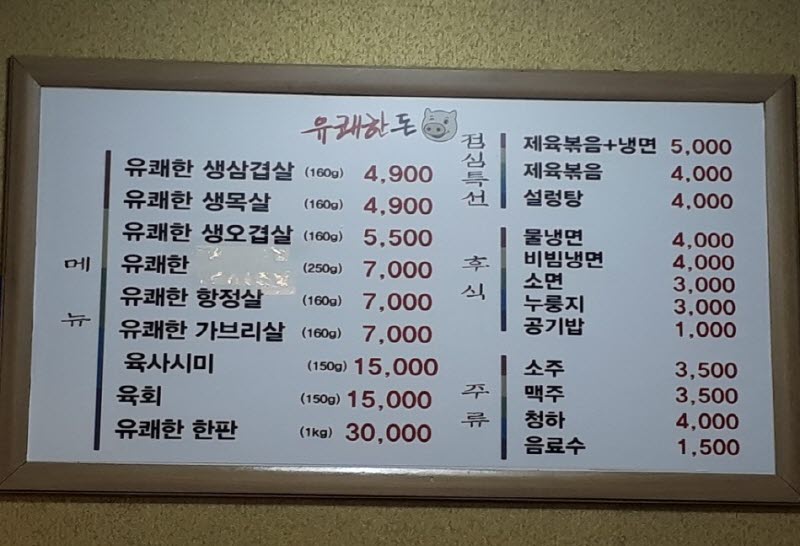 유쾌한돈
메뉴
유쾌한 생삼겹살 (160g) 4,900
유쾌한 생목살 (160g) 4,900
유쾌한 생오겹살 (160g) 5,500
유쾌한 (250g) 7,000
유쾌한 항정살 (160g) 7,000
유쾌한 가브리살 (160g) 7,000
육사시미 (150g) 15,000
육회 (150g) 15,000
유쾌한 한판 (1kg) 30,000
점심특선
제육볶음+냉면 5,000
제육볶음 4,000
설렁탕 4,000
후식
물냉면 4,000
비빔냉면 4,000
소면 3,000
누룽지 3,000
공기밥 1,000
주류
소주 3,500
맥주 3,500
청하 4,000
음료수 1,500